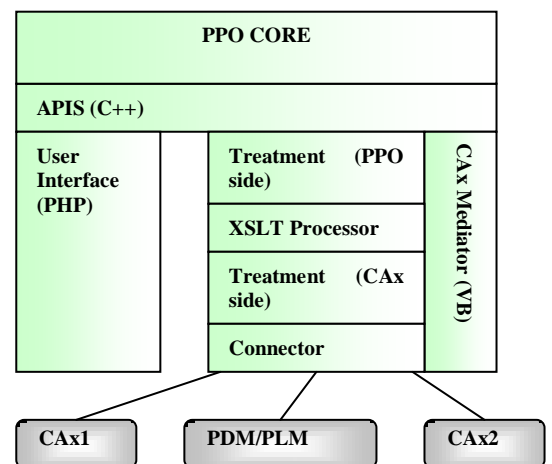 PPO CORE
APIS (C++)
User
Interface
(PHP)
Treatment (PPO
side)
XSLT Processor
Treatment (CAx
side)
Connector
CAx Mediator (VB)
CAx1
PDM/PLM
CAx2